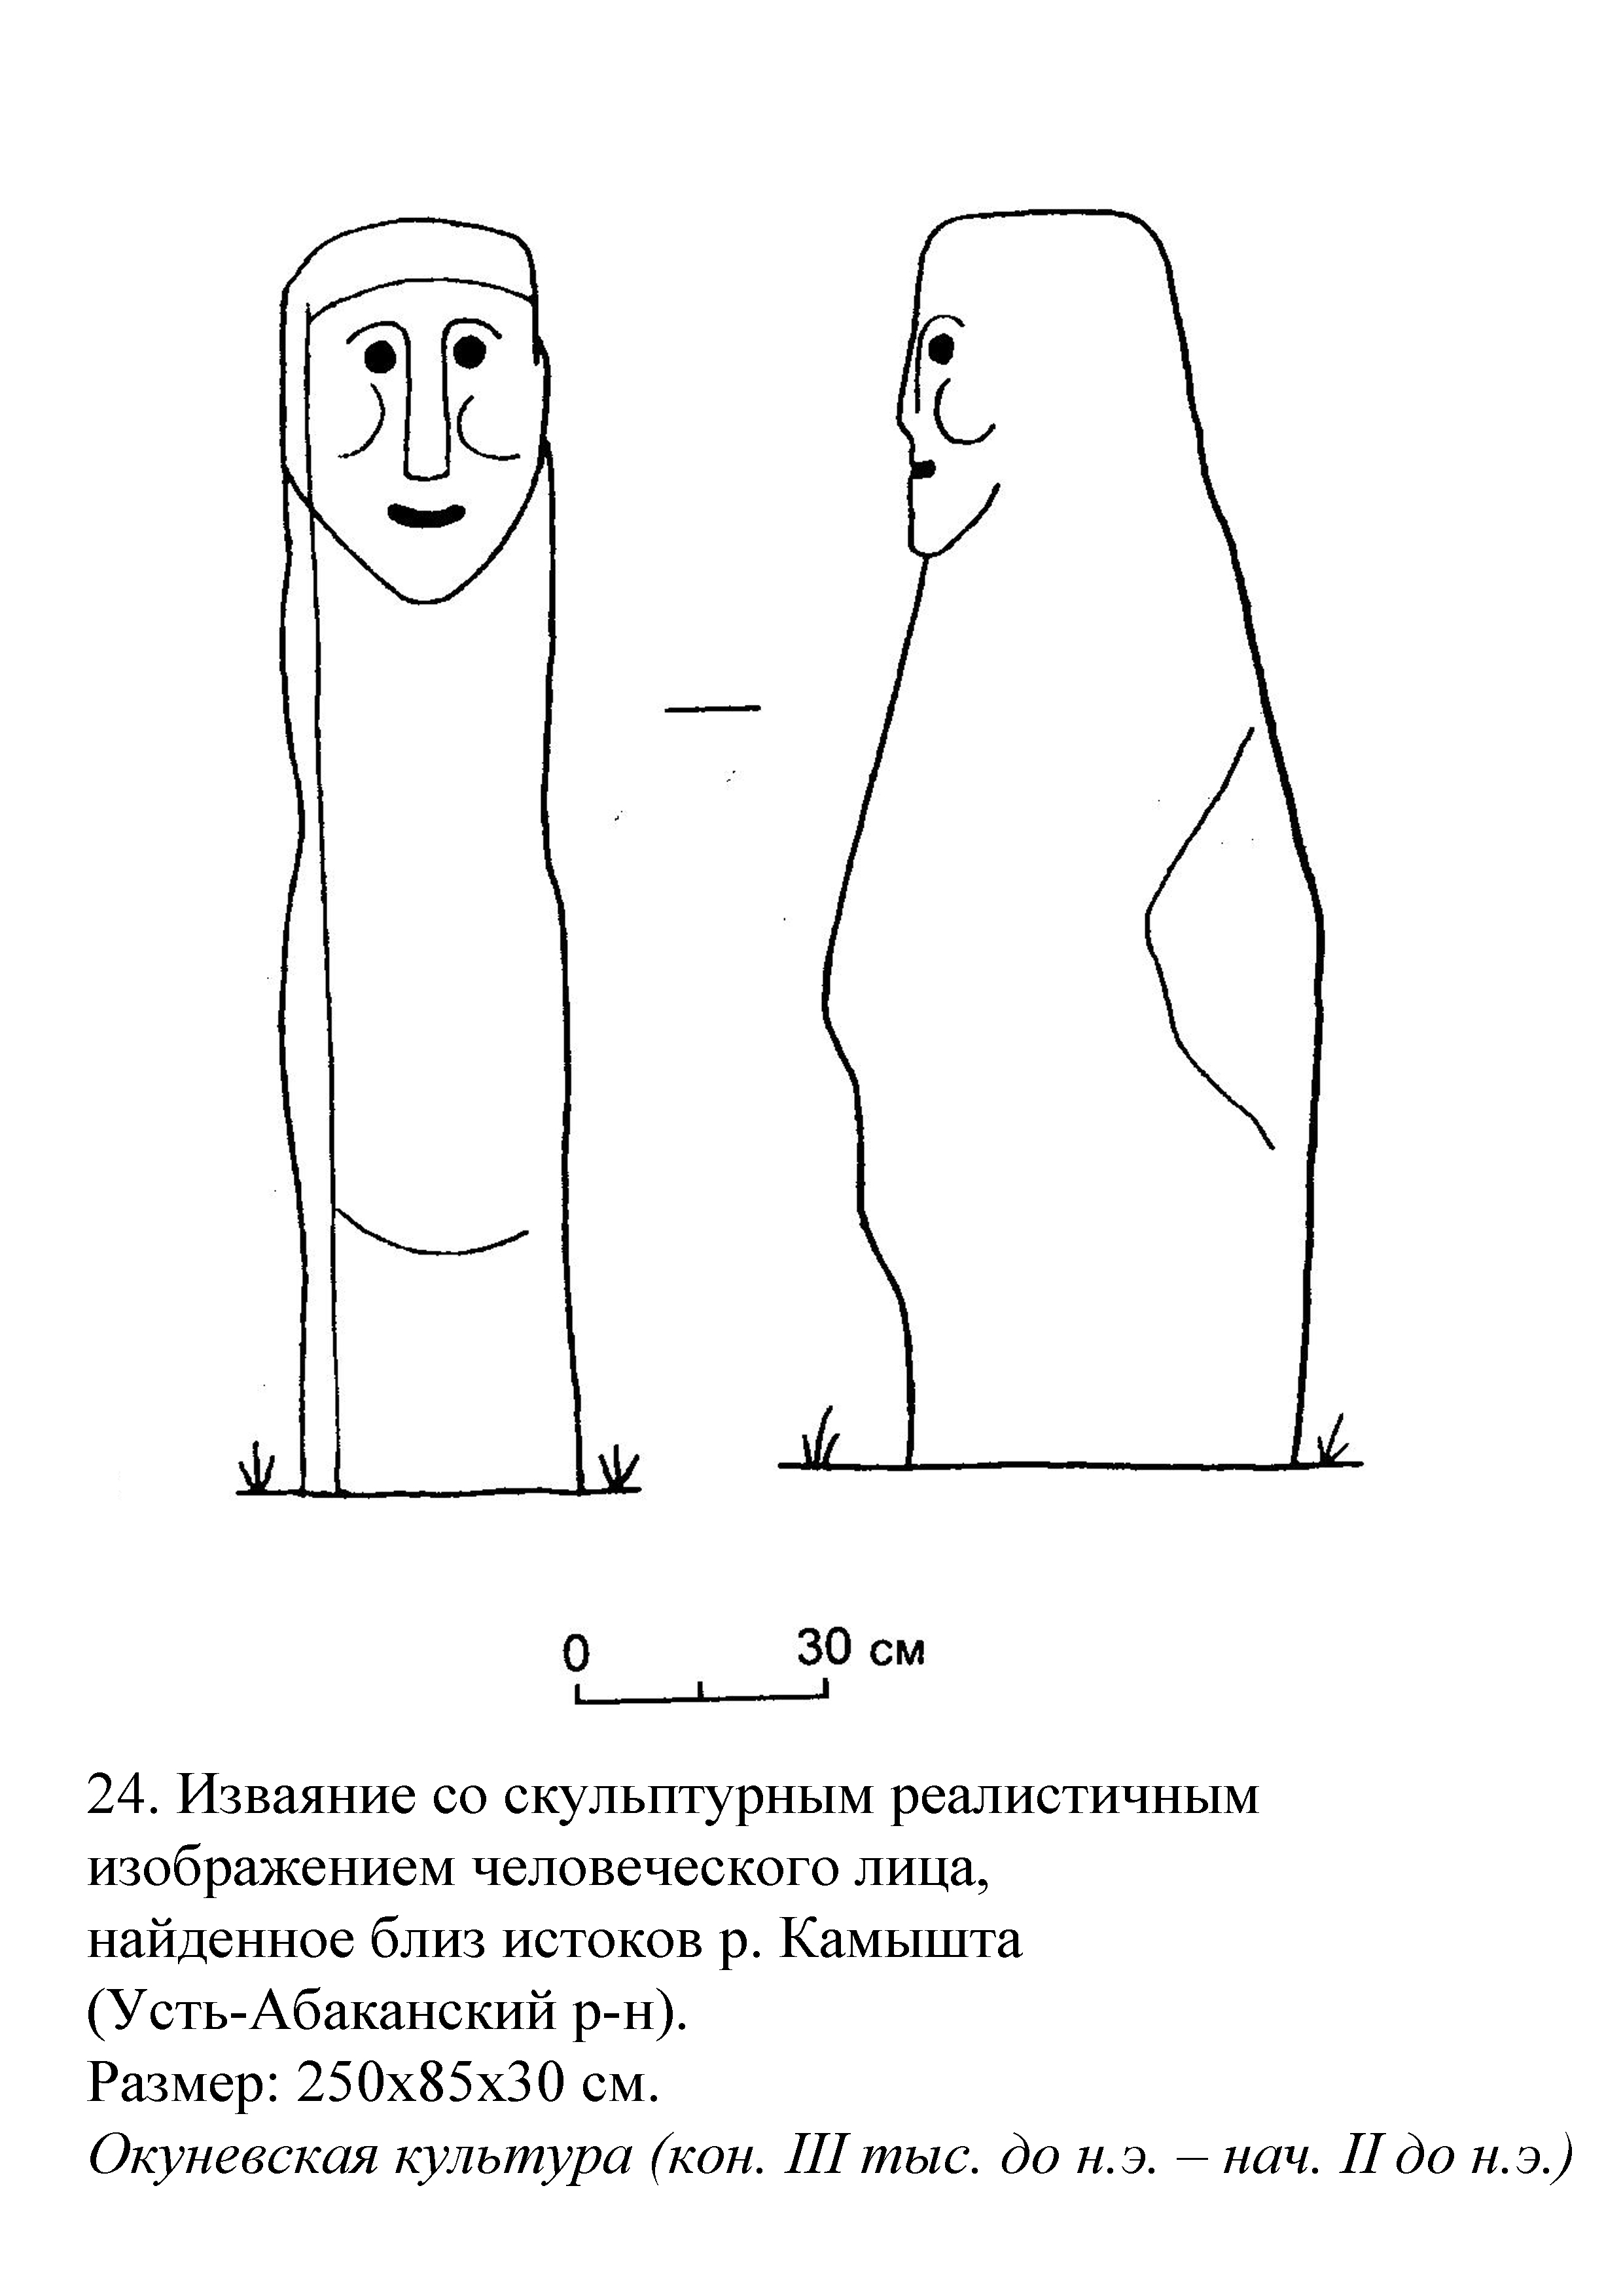 0 30 см
24. Изваяние со скульптурным реалистичным
изображением человеческого лица,
найденное близ истоков р. Камышта
(Усть-Абаканский р-н).
Размер: 250х85х30 см.
Окуневская культура (кон. III тыс. до н.э. – нач. II до н.э.)